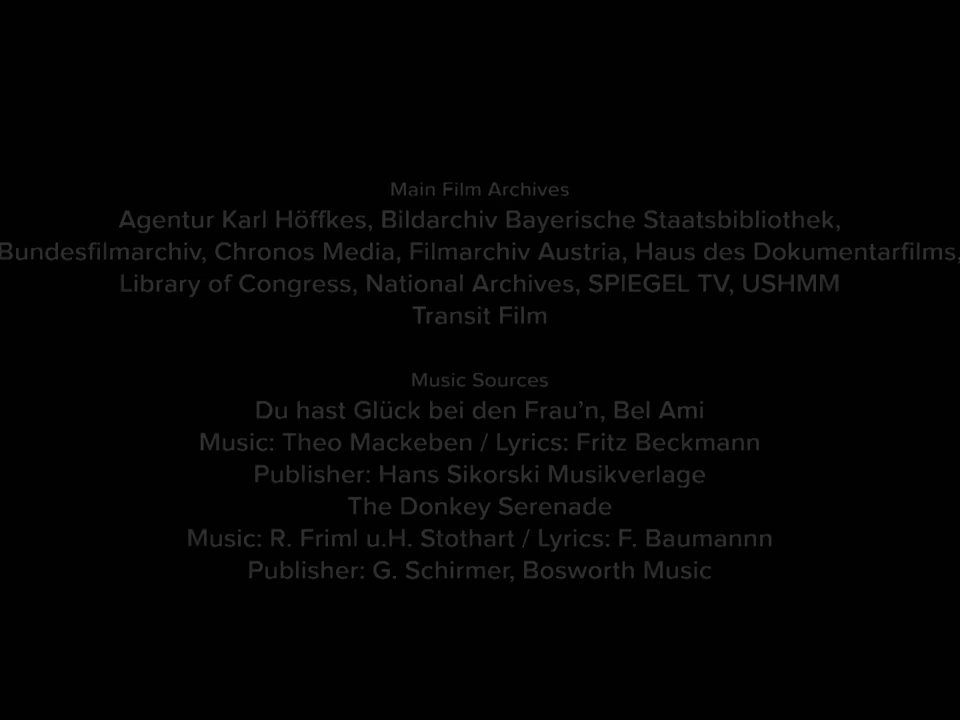 Main Film Archives
Agentur Karl Höffkes, Bildarchiv Bayerische Staatsbibliothek,
Bundesfilmarchiv, Chronos Media, Filmarchiv Austria, Haus des Dokumentarfilms,
Library of Congress, National Archives, SPIEGEL TV, USHMM
Transit Film
Music Sources
Du hast Glück bei den Frau’n, Bel Ami
Music: Theo Mackeben / Lyrics: Fritz Beckmann
Publisher: Hans Sikorski Musikverlage
The Donkey Serenade
Music: R. Friml u.H. Stothart / Lyrics: F. Baumannn
Publisher: G. Schirmer, Bosworth Music